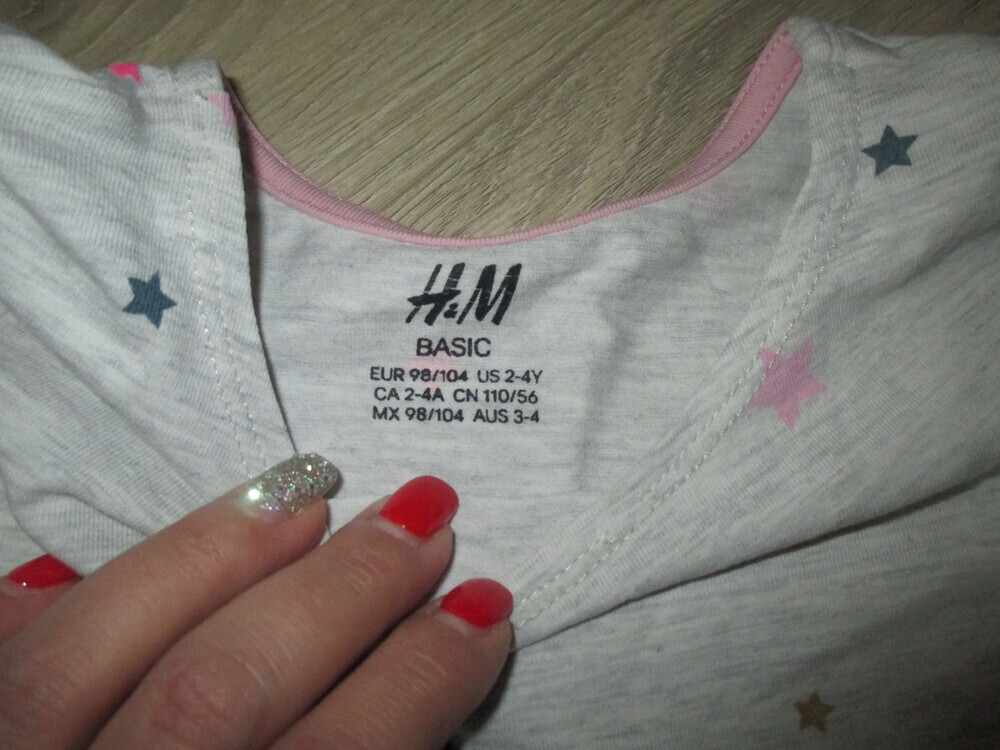 H&M
BASIC
EUR 98/104 US 2-4Y
CA 2-4A CN 110/56
MX 98/104 AUS 3-4